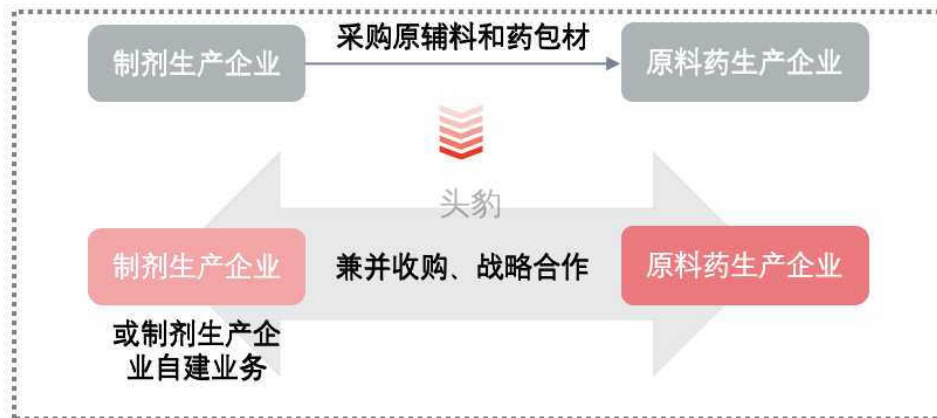 采购原辅料和药包材
制剂生产企业
原料药生产企业
头豹
制剂生产企业
兼并收购、战略合作
原料药生产企业
或制剂生产企
业自建业务